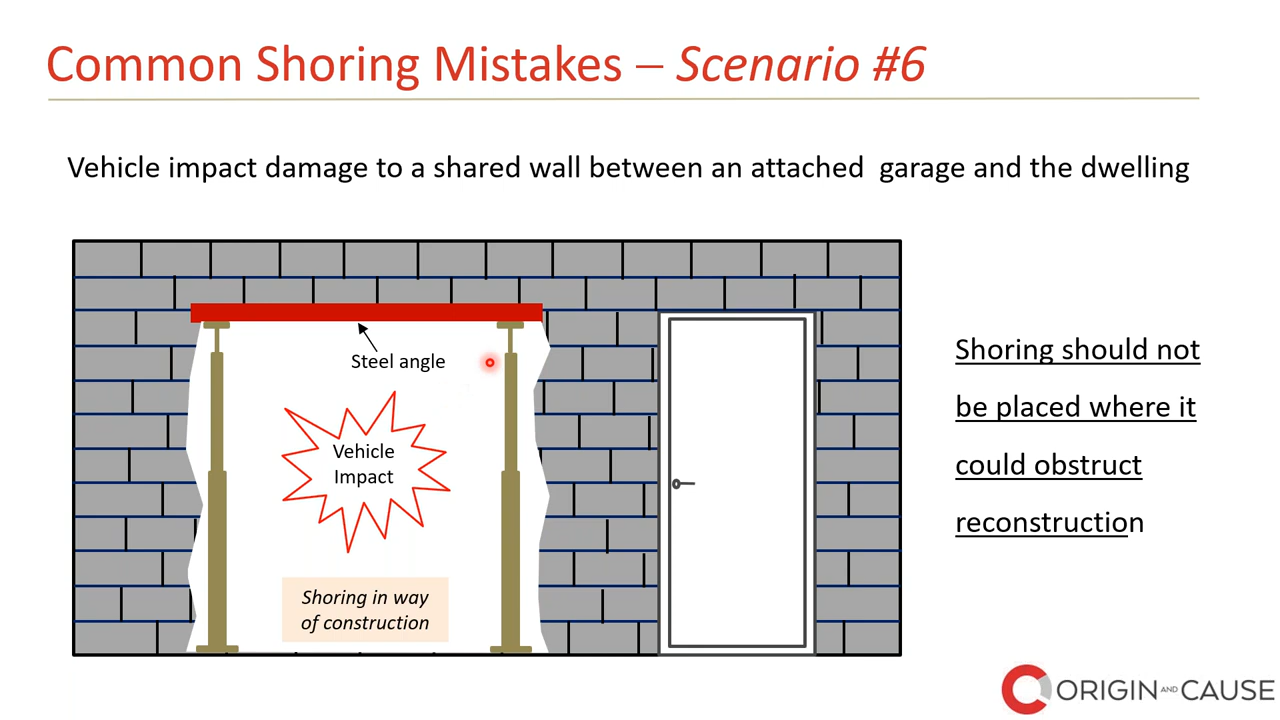 Common Shoring Mistakes – Scenario #6
Vehicle impact damage to a shared wall between an attached  garage and the dwelling
Steel angle
Vehicle
Impact
Shoring in way
of construction
Shoring should not
be placed where it
could obstruct
reconstruction
ORIGIN AND CAUSE